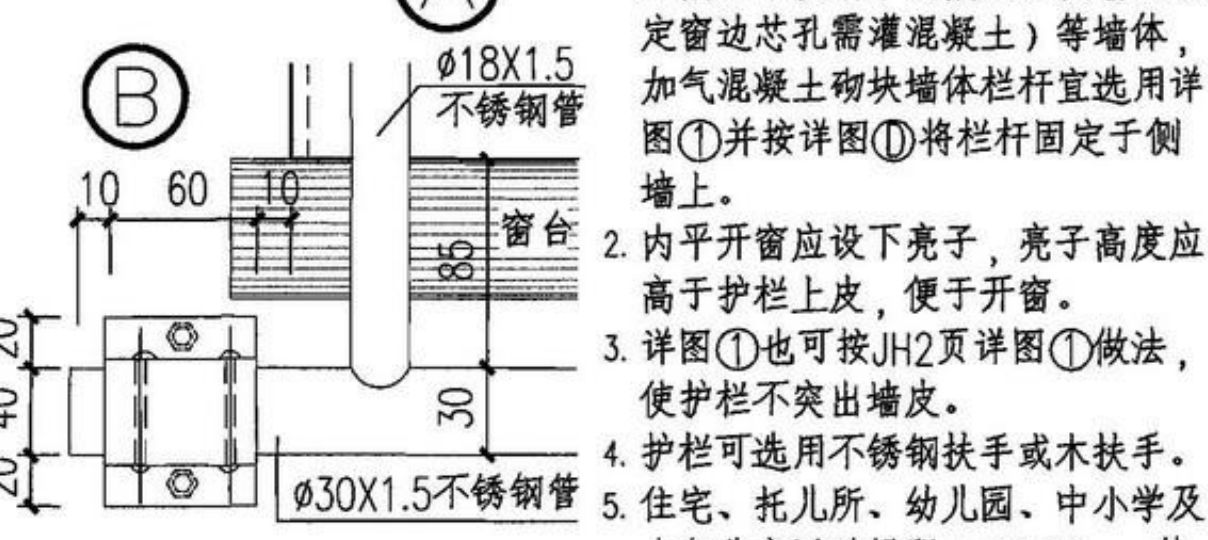 B
ø18X1.5
不锈钢管
10 60 10
窗台
85
20
40
20
30
ø30X1.5不锈钢管
定窗边芯孔需灌混凝土)等墙体,
加气混凝土砌块墙体栏杆宜选用详
图①并按详图Ⓓ将栏杆固定于侧
墙上。
2. 内平开窗应设下亮子,亮子高度应
高于护栏上皮,便于开窗。
3. 详图①也可按JH2页详图①做法,
使护栏不突出墙皮。
4. 护栏可选用不锈钢扶手或木扶手。
5. 住宅、托儿所、幼儿园、中小学及